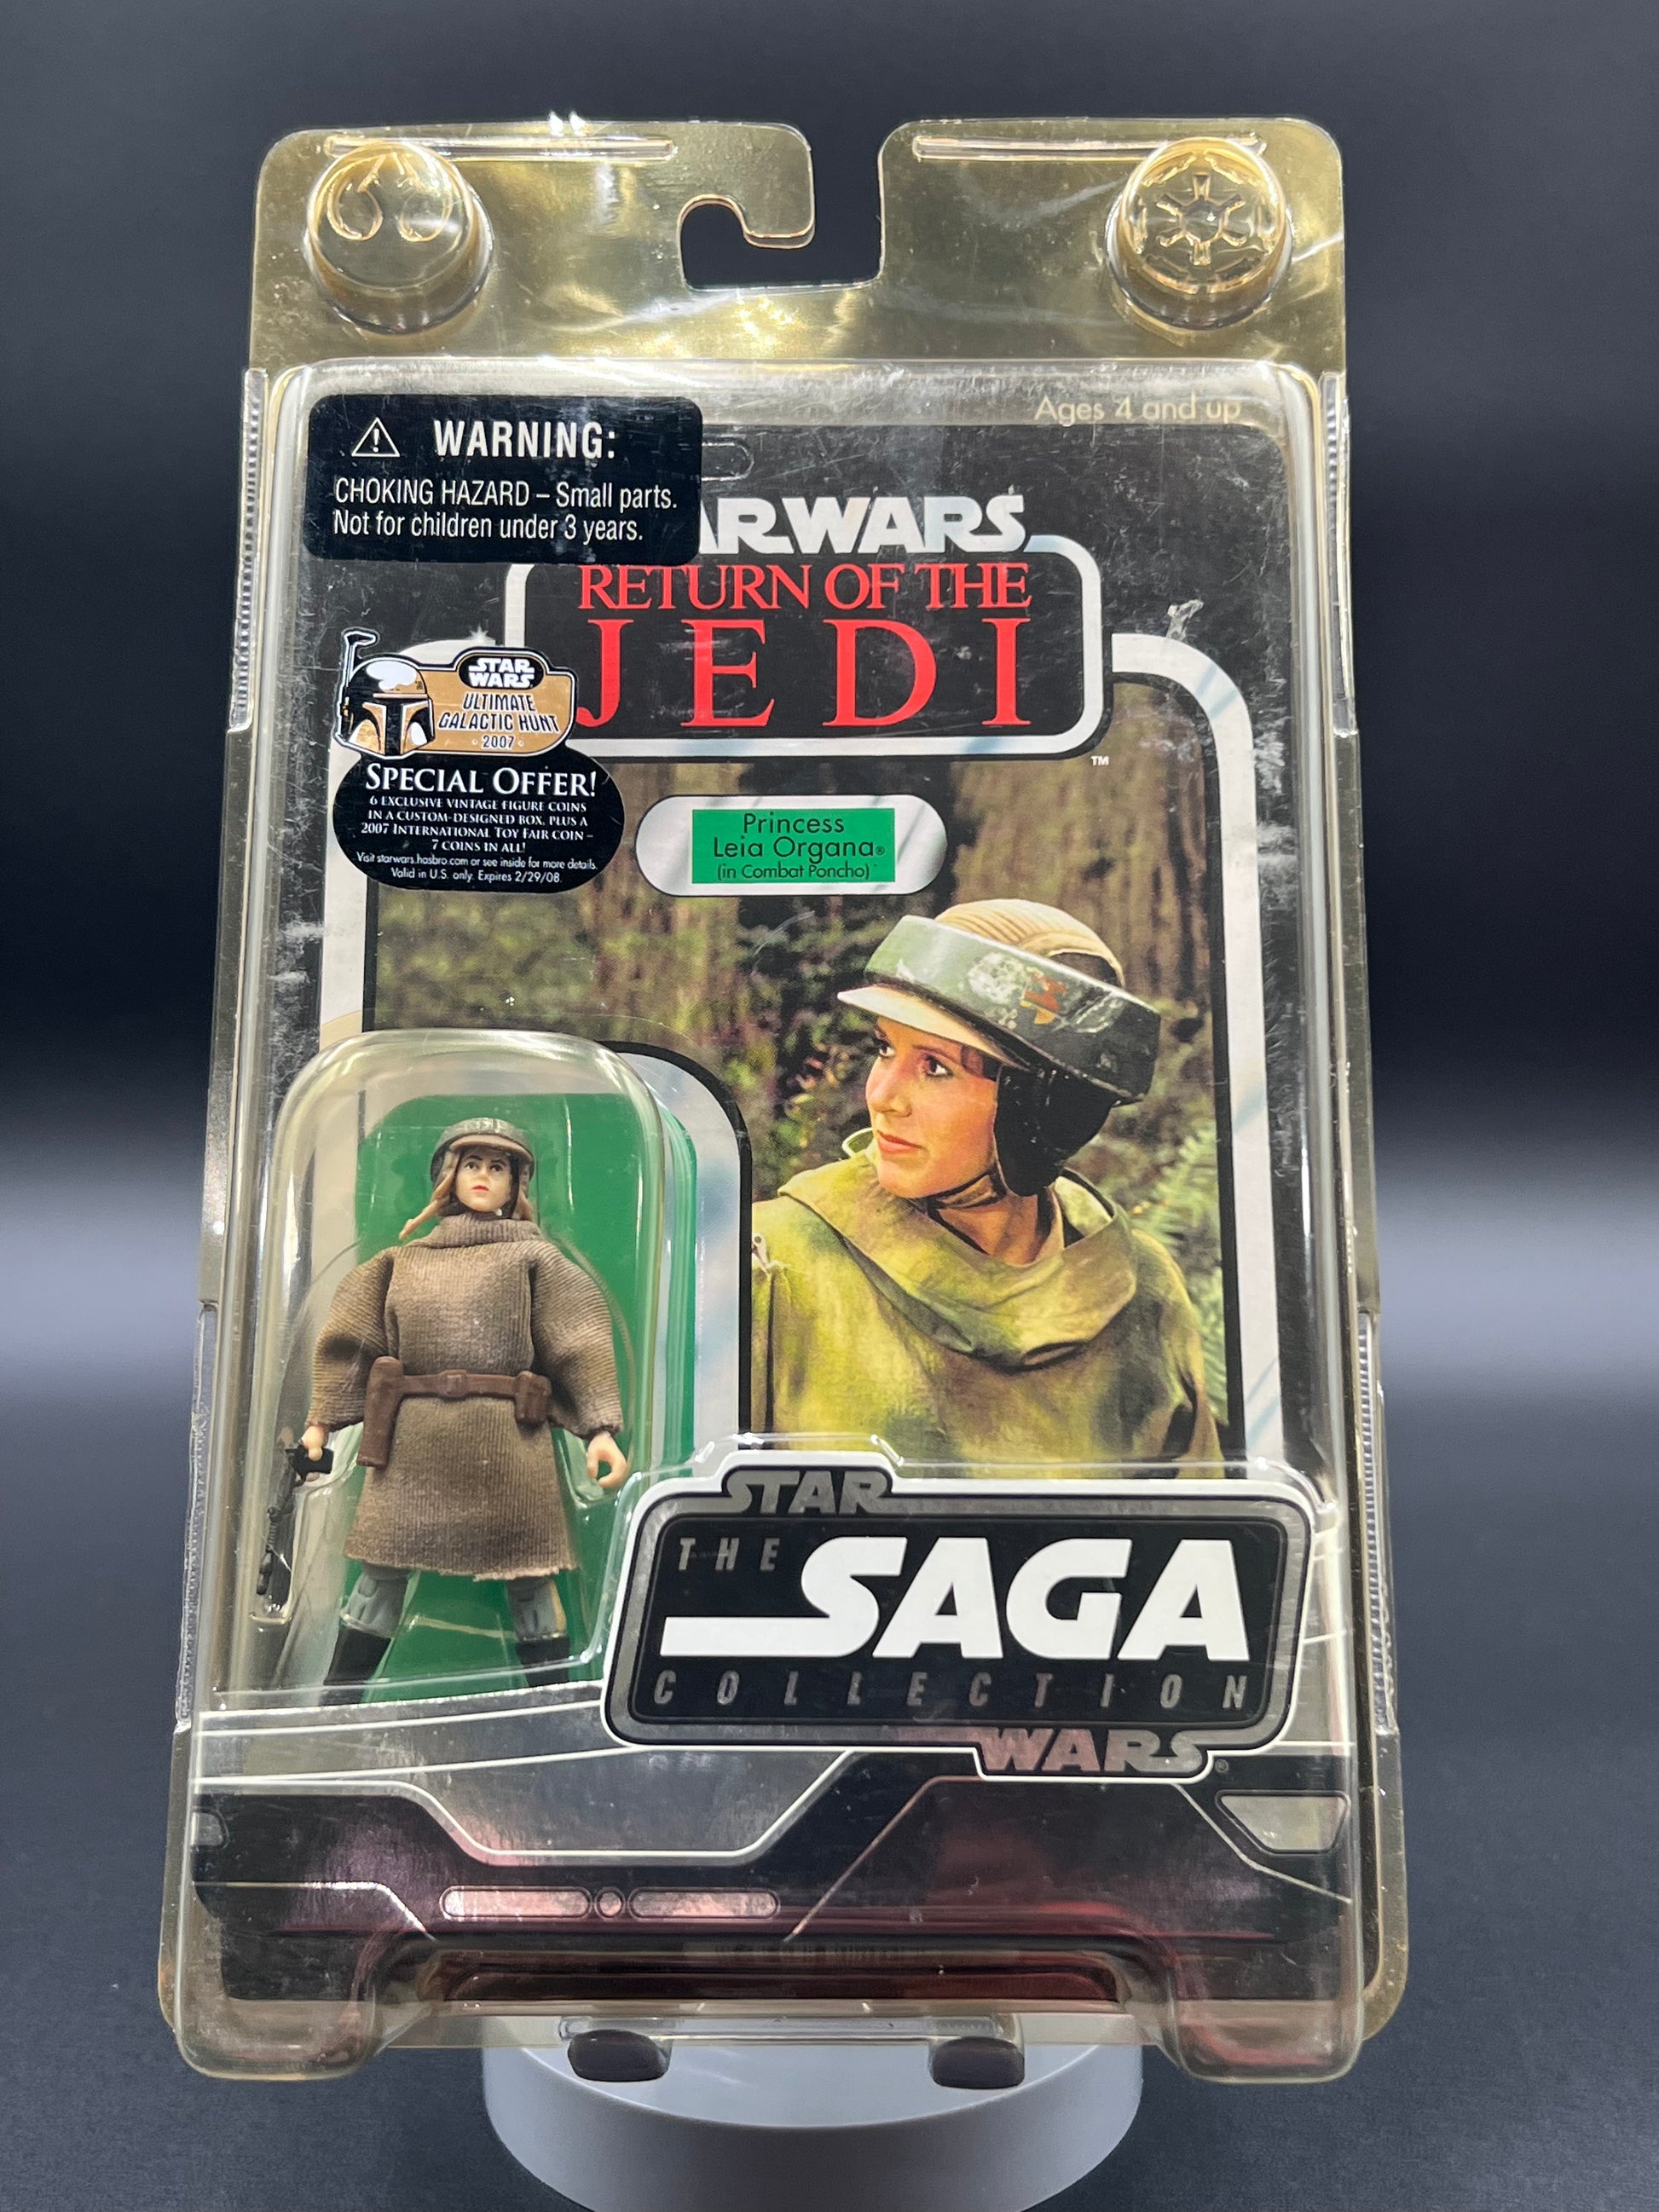 Ages 4 and up
WARNING:
CHOKING HAZARD – Small parts.
Not for children under 3 years.
ARWARS
RETURN OF THE
JEDI
TM
STAR
WARS
ULTIMATE
GALACTIC HUNT
2007
SPECIAL OFFER!
6 EXCLUSIVE VINTAGE FIGURE COINS
IN A CUSTOM-DESIGNED BOX, PLUS A
2007 INTERNATIONAL TOY FAIR COIN –
7 COINS IN ALL!
Visit starwars.hasbro.com or see inside for more details.
Valid in U.S. only. Expires 2/29/08.
Princess
Leia Organa®
(in Combat Poncho)
STAR
THE SAGA
COLLECTION
WARS®